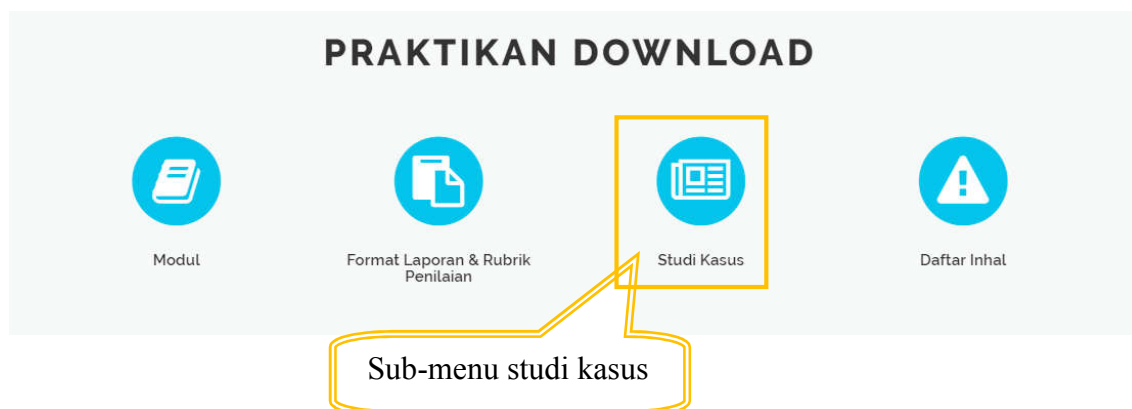 PRAKTIKAN DOWNLOAD
Modul
Format Laporan & Rubrik
Penilaian
Studi Kasus
Daftar Inhal
Sub-menu studi kasus